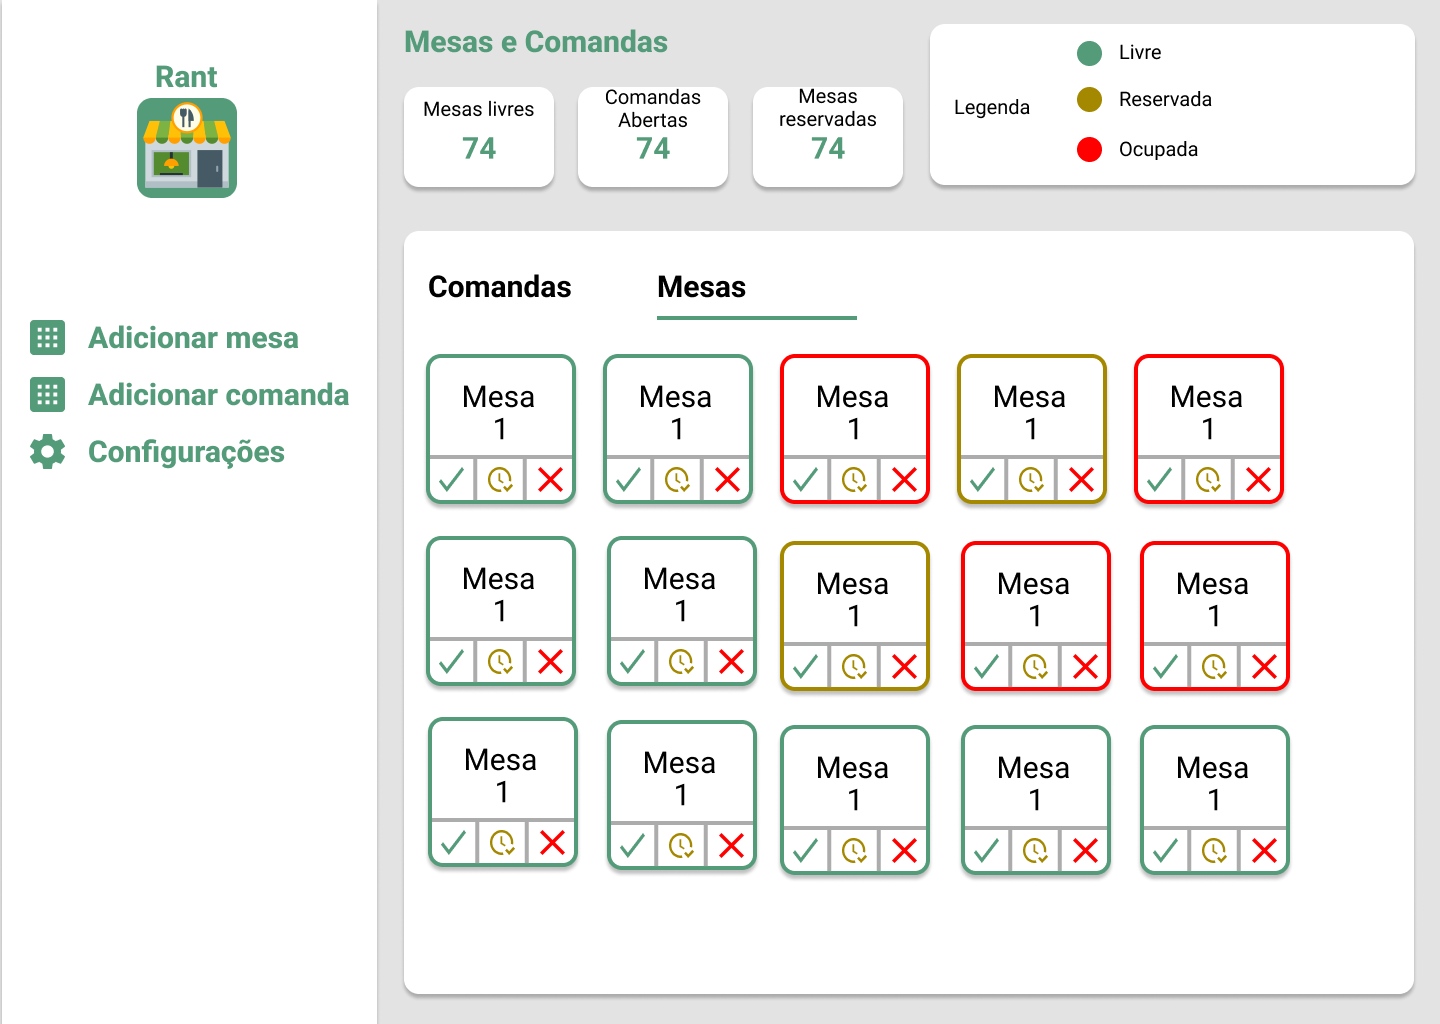 Rant
Adicionar mesa
Adicionar comanda
Configurações
Mesas e Comandas
Mesas livres
74
Comandas
Abertas
74
Mesas
reservadas
74
Legenda
Livre
Reservada
Ocupada
Comandas
Mesas
Mesa
1
Mesa
1
Mesa
1
Mesa
1
Mesa
1
Mesa
1
Mesa
1
Mesa
1
Mesa
1
Mesa
1
Mesa
1
Mesa
1
Mesa
1
Mesa
1
Mesa
1